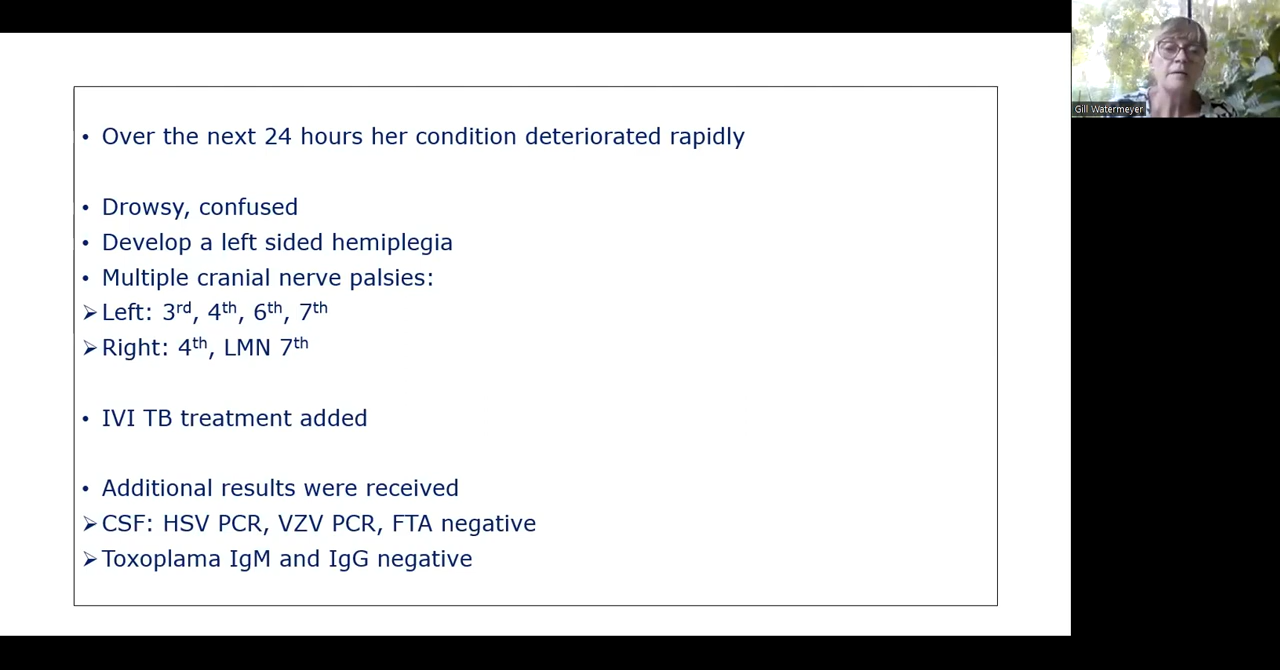 Gill Watermeyer
• Over the next 24 hours her condition deteriorated rapidly
• Drowsy, confused
• Develop a left sided hemiplegia
• Multiple cranial nerve palsies:
➢ Left: 3rd, 4th, 6th, 7th
➢ Right: 4th, LMN 7th
• IVI TB treatment added
• Additional results were received
➢ CSF: HSV PCR, VZV PCR, FTA negative
➢ Toxoplama IgM and IgG negative